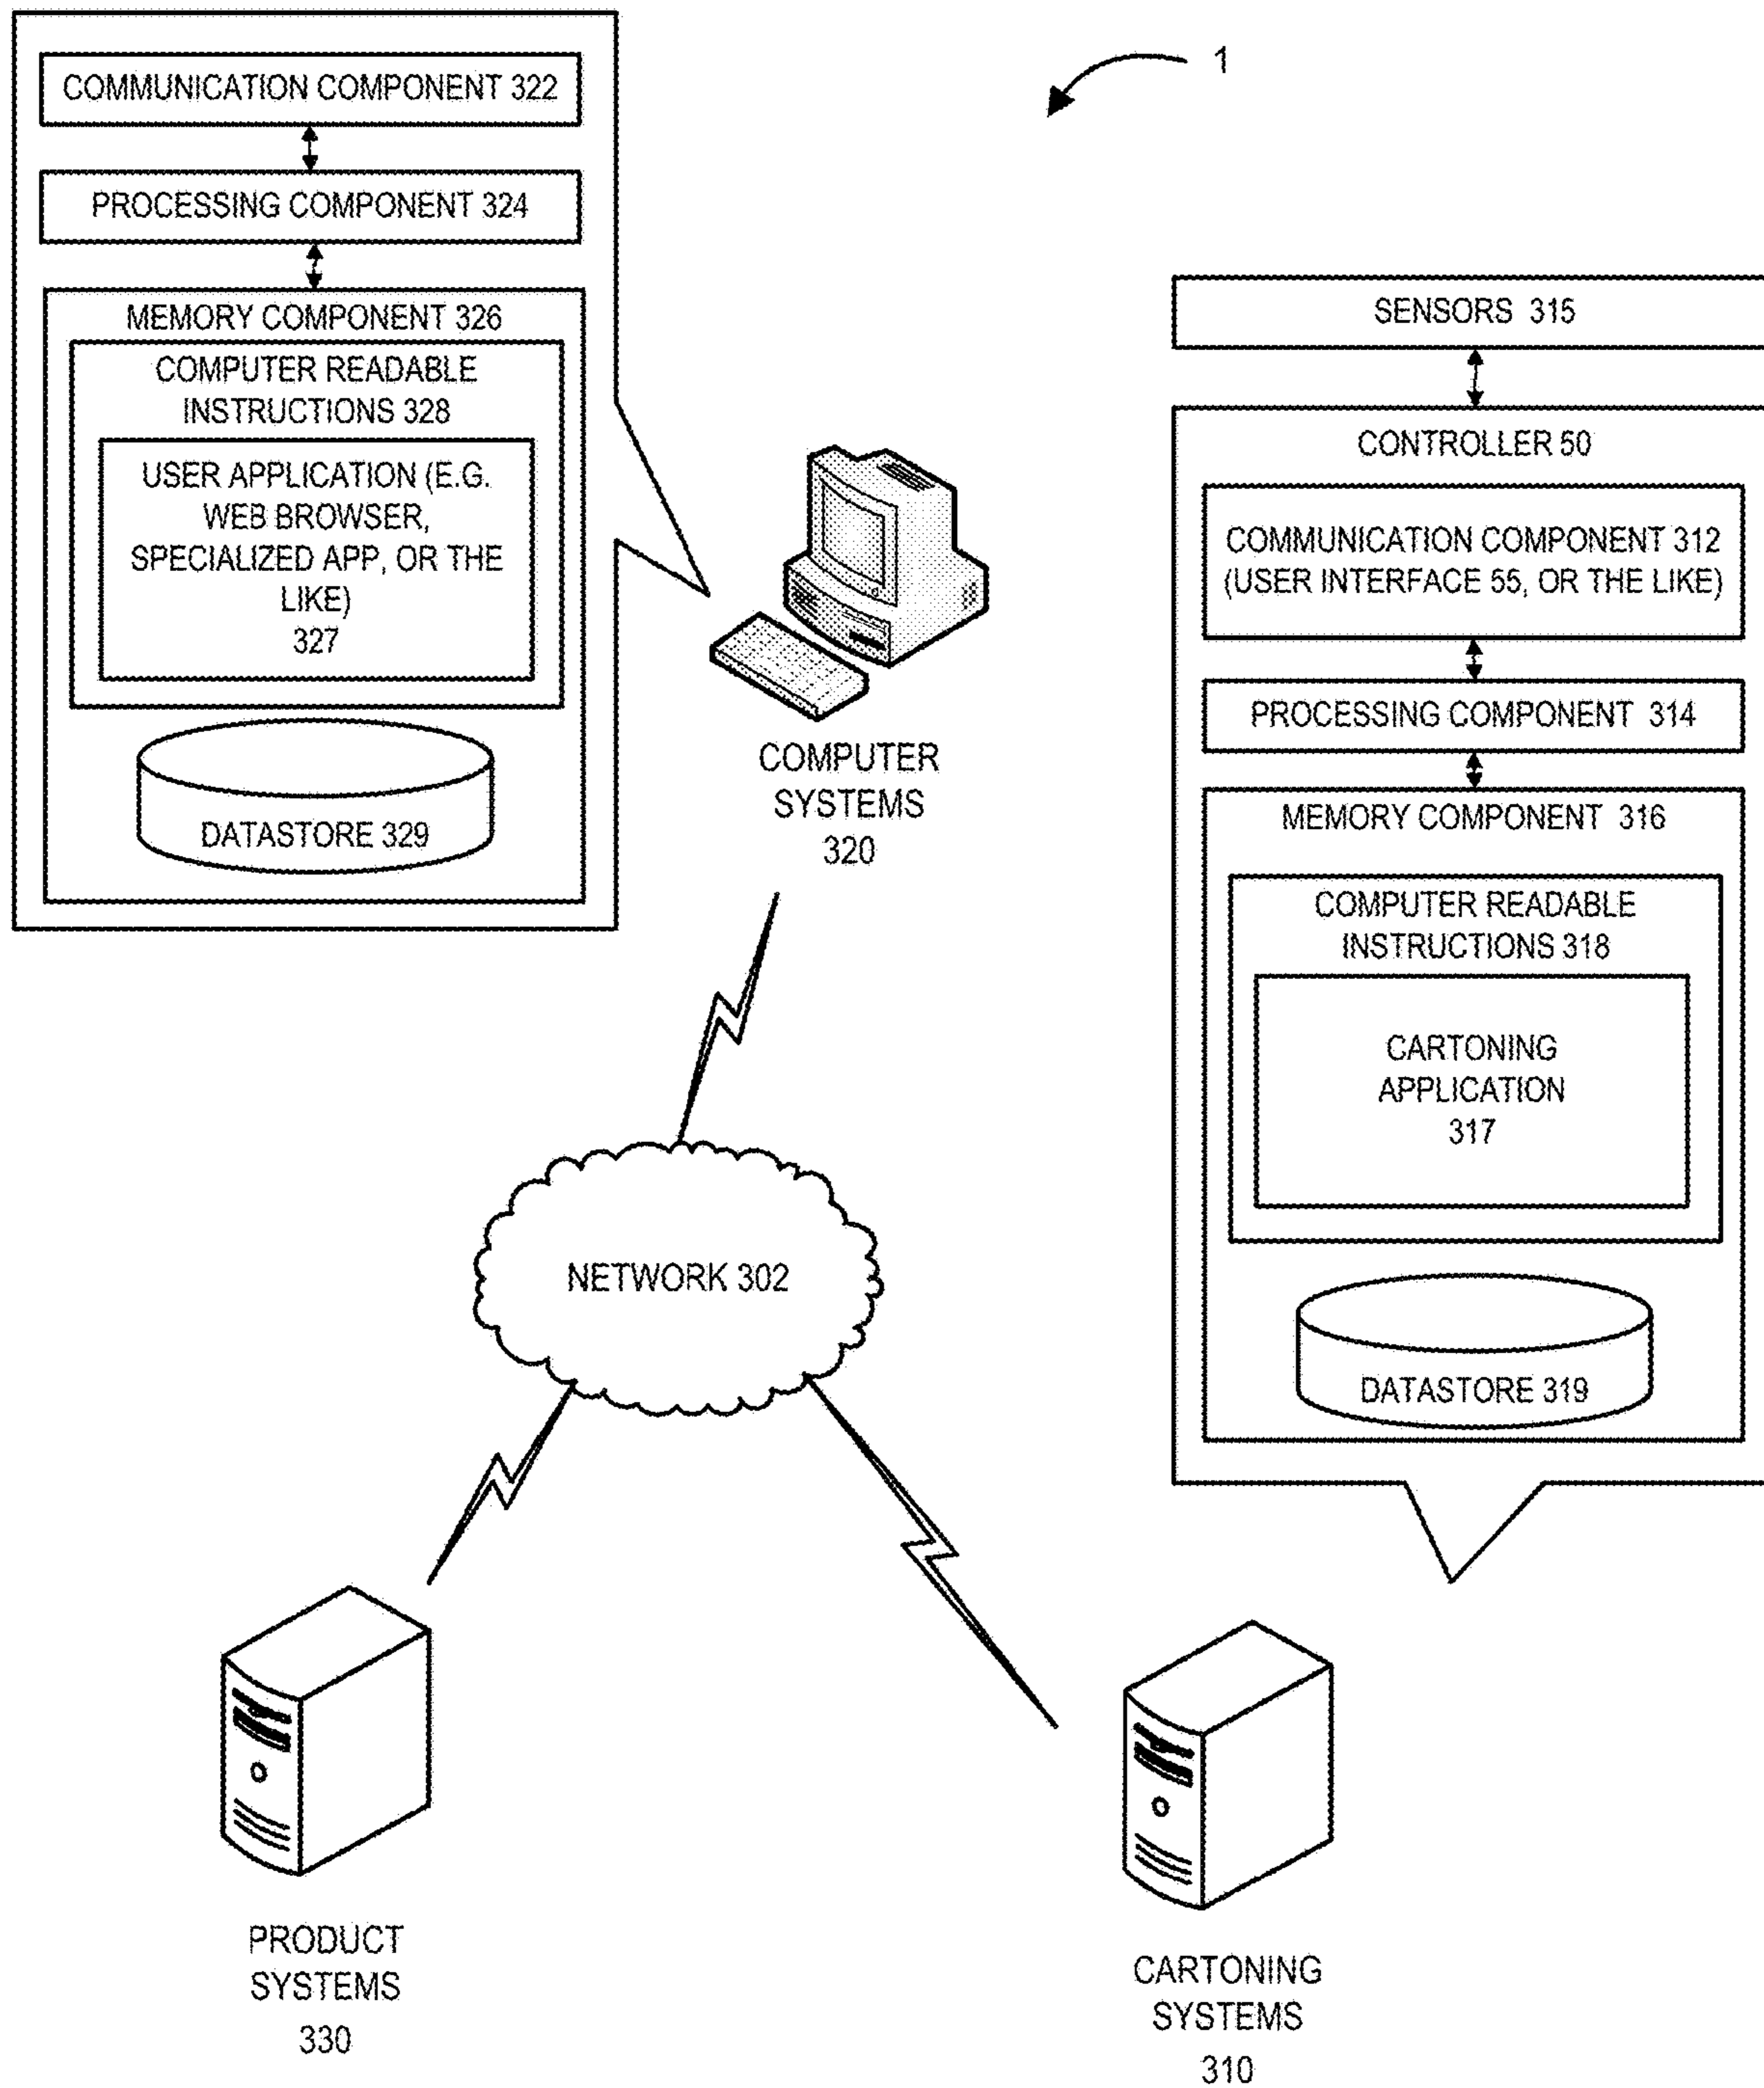 COMMUNICATION COMPONENT 322
PROCESSING COMPONENT 324
MEMORY COMPONENT 326
COMPUTER READABLE
INSTRUCTIONS 328
USER APPLICATION (E.G.
WEB BROWSER,
SPECIALIZED APP, OR THE
LIKE)
327
DATASTORE 329
1
COMPUTER
SYSTEMS
320
SENSORS 315
CONTROLLER 50
COMMUNICATION COMPONENT 312
(USER INTERFACE 55, OR THE LIKE)
PROCESSING COMPONENT 314
MEMORY COMPONENT 316
COMPUTER READABLE
INSTRUCTIONS 318
CARTONING
APPLICATION
317
DATASTORE 319
NETWORK 302
PRODUCT
SYSTEMS
330
CARTONING
SYSTEMS
310